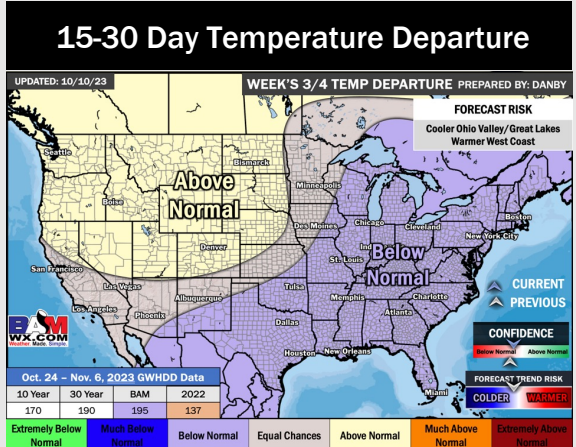 15-30 Day Temperature Departure
UPDATED: 10/10/23
WEEK'S 3/4 TEMP DEPARTURE PREPARED BY: DANBY
FORECAST RISK
Cooler Ohio Valley/Great Lakes
Warmer West Coast
Seattle
Bismarck
Above
Normal
Minneapolis
Boise
Boston
Des Moines
Chicago
Cleveland
New York City
Denver
Ind
Below
Normal
St. Louis
San Francisco
Las Vegas
Tulsa
Los Angeles
Albuquerque
Memphis
Charlotte
Phoenix
Atlanta
Dallas
Houston
New Orleans
Miami
CURRENT
PREVIOUS
BAM
WX.COM
Weather. Made. Simple.
CONFIDENCE
Below Normal
Above Normal
FORECAST TREND RISK
COLDER
WARMER
Oct. 24 – Nov. 6, 2023 GWHDD Data
10 Year 30 Year BAM 2022
170 190 195 137
Extremely Below Normal
Much Below Normal
Below Normal
Equal Chances
Above Normal
Much Above Normal
Extremely Above Normal